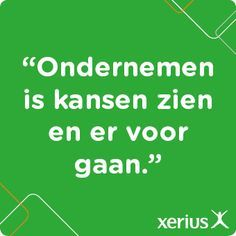 “Ondernemen
is kansen zien
en er voor
gaan.”
xerius